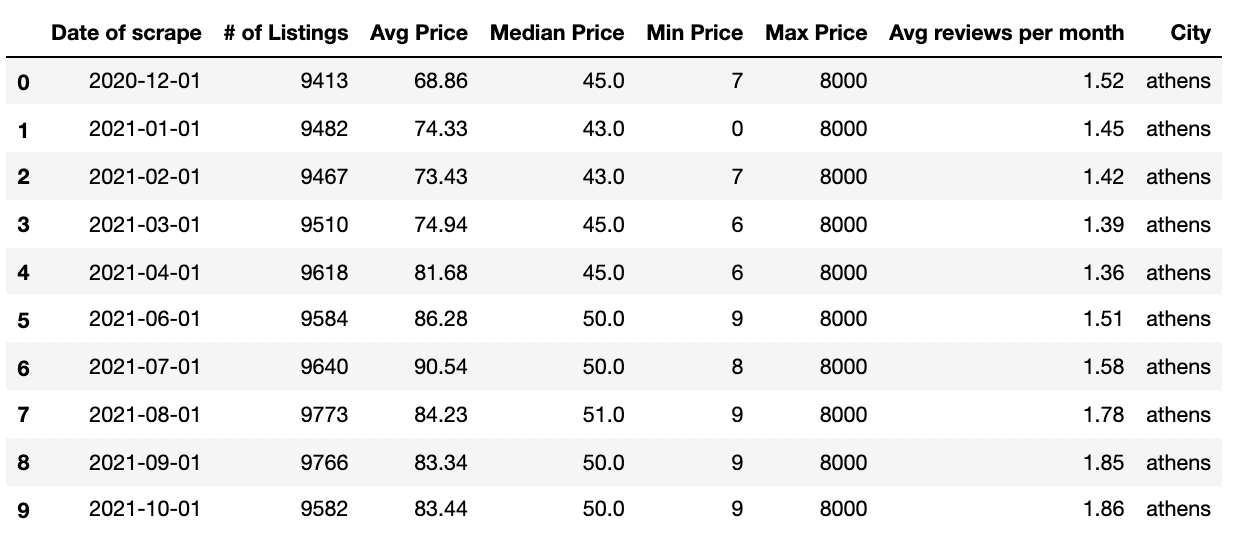 Date of scrape # of Listings Avg Price Median Price Min Price Max Price Avg reviews per month City
0 2020-12-01 9413 68.86 45.0 7 8000 1.52 athens
1 2021-01-01 9482 74.33 43.0 0 8000 1.45 athens
2 2021-02-01 9467 73.43 43.0 7 8000 1.42 athens
3 2021-03-01 9510 74.94 45.0 6 8000 1.39 athens
4 2021-04-01 9618 81.68 45.0 6 8000 1.36 athens
5 2021-06-01 9584 86.28 50.0 9 8000 1.51 athens
6 2021-07-01 9640 90.54 50.0 8 8000 1.58 athens
7 2021-08-01 9773 84.23 51.0 9 8000 1.78 athens
8 2021-09-01 9766 83.34 50.0 9 8000 1.85 athens
9 2021-10-01 9582 83.44 50.0 9 8000 1.86 athens